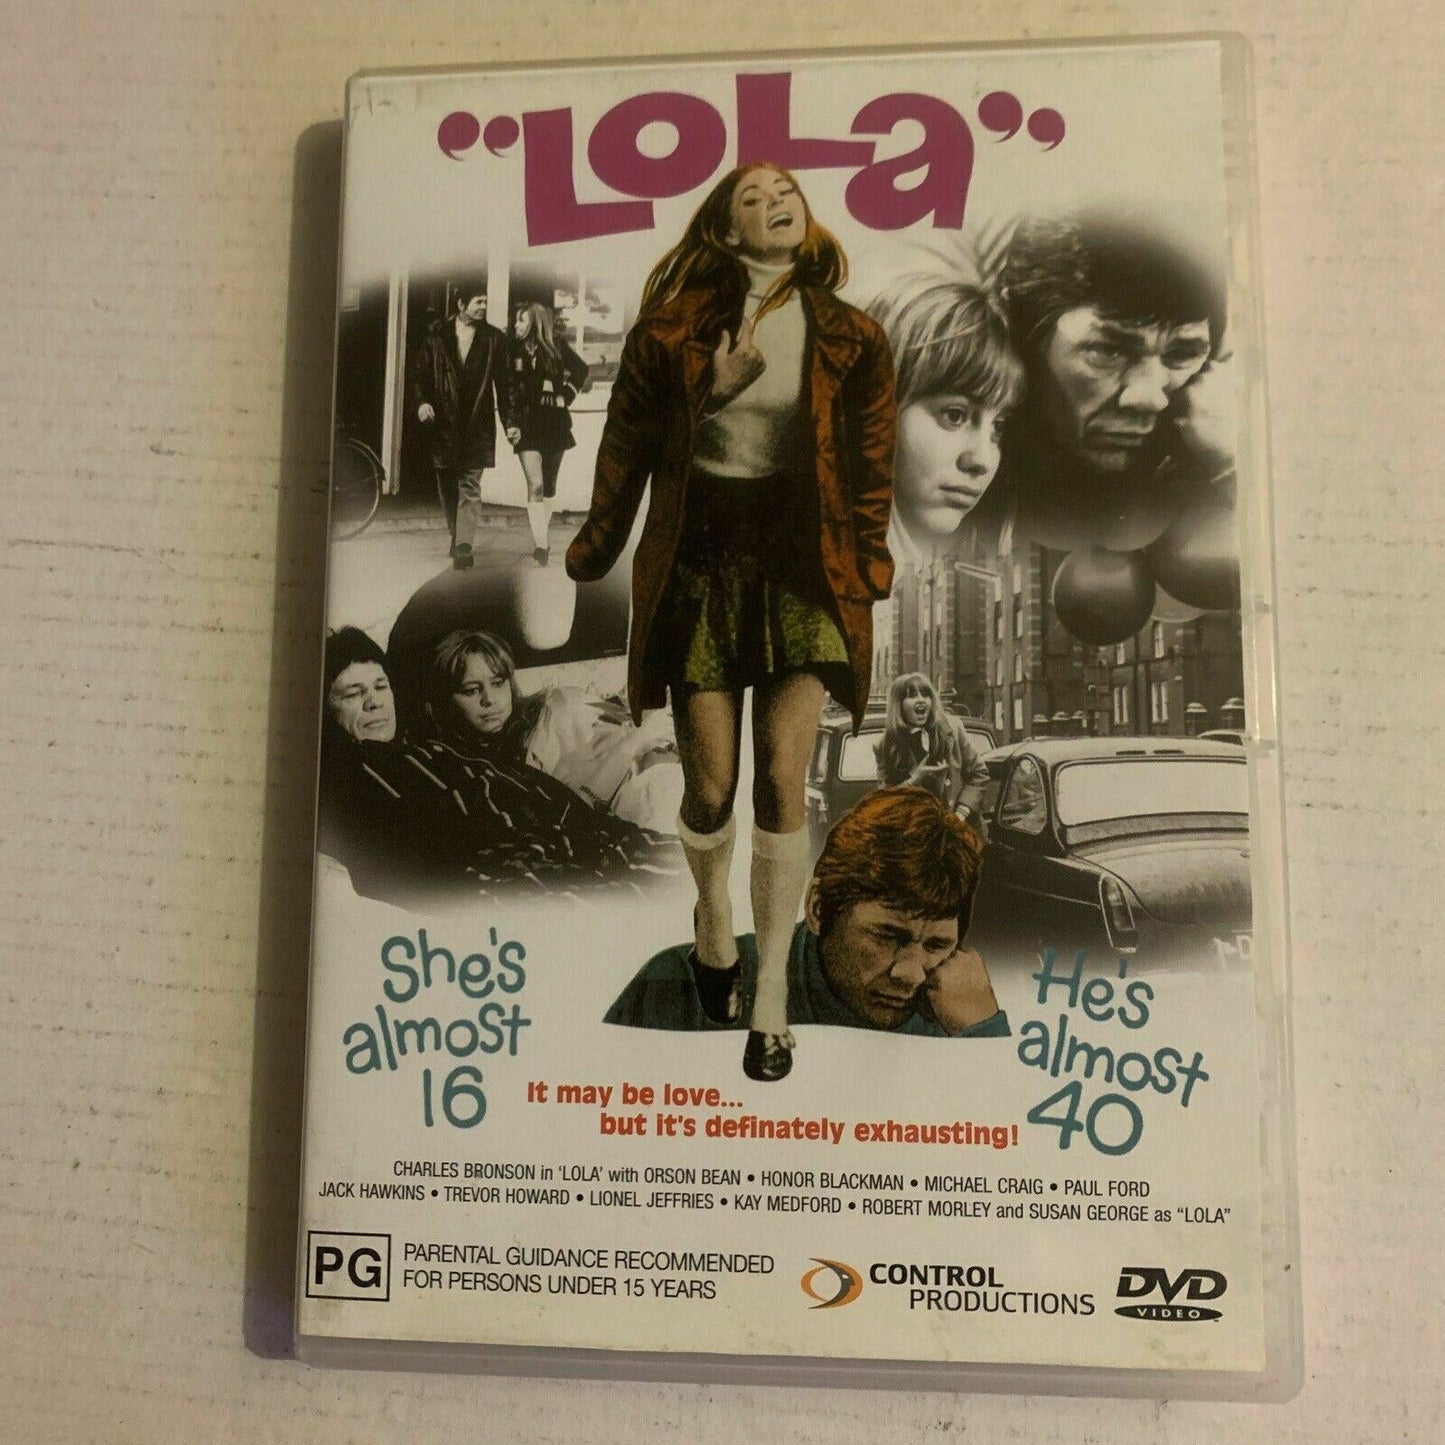 "LOLa"
She's
almost
16
He's
almost
40
It may be love...
but it's definately exhausting!
CHARLES BRONSON in 'LOLA' with ORSON BEAN • HONOR BLACKMAN • MICHAEL CRAIG • PAUL FORD
JACK HAWKINS • TREVOR HOWARD • LIONEL JEFFRIES • KAY MEDFORD • ROBERT MORLEY and SUSAN GEORGE as "LOLA"
PG
PARENTAL GUIDANCE RECOMMENDED
FOR PERSONS UNDER 15 YEARS
CONTROL
PRODUCTIONS
DVD
VIDEO